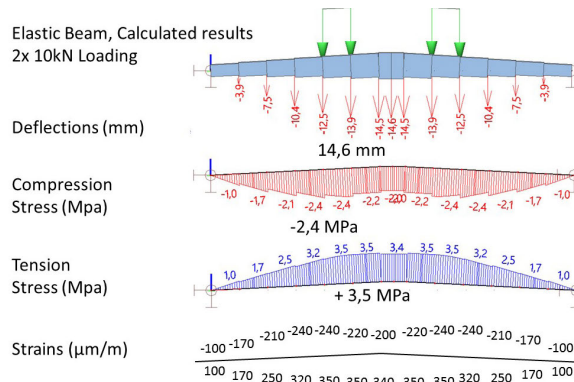 Elastic Beam, Calculated results
2x 10kN Loading
-3,9 -7,5 -10,4 -12,5 -13,9 -14,5 -14,6 -14,5 -13,9 -12,5 -10,4 -7,5 -3,9
Deflections (mm)
14,6 mm
Compression
Stress (Mpa)
-1,0 -1,7 -2,1 -2,4 -2,4 -2,2 -2,0 -2,2 -2,4 -2,4 -2,1 -1,7 -1,0
-2,4 MPa
Tension
Stress (Mpa)
1,0 1,7 2,5 3,2 3,5 3,5 3,4 3,5 3,5 3,2 2,5 1,7 1,0
+ 3,5 MPa
Strains (µm/m)
-100 -170 -210 -240 -240 -220 -200 -220 -240 -240 -210 -170 -100
100 170 250 320 350 350 340 350 350 320 250 170 100